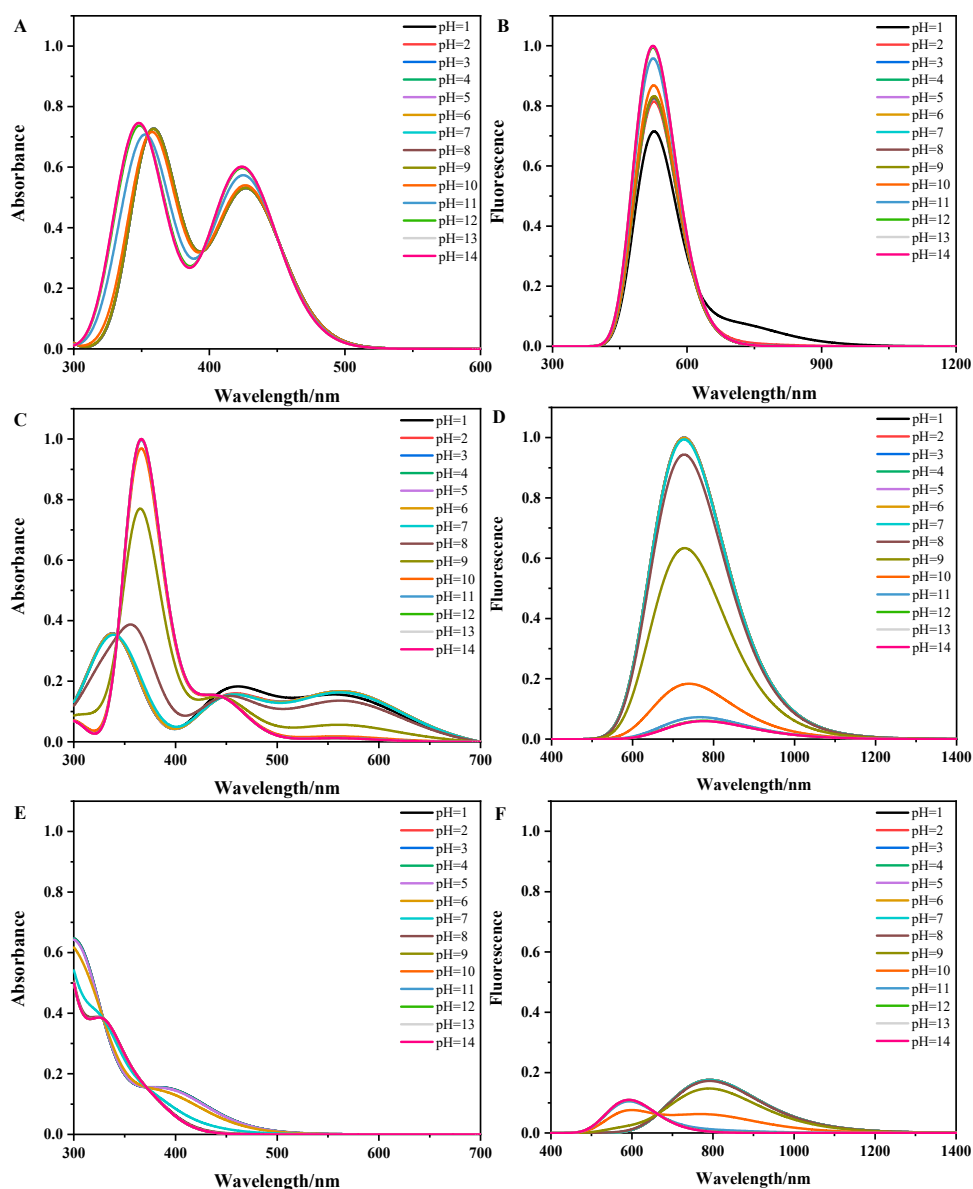 A
pH=1
pH=2
pH=3
pH=4
pH=5
pH=6
pH=7
pH=8
pH=9
pH=10
pH=11
pH=12
pH=13
pH=14
Absorbance
1.0
0.8
0.6
0.4
0.2
0.0
300
400
500
600
Wavelength/nm
B
pH=1
pH=2
pH=3
pH=4
pH=5
pH=6
pH=7
pH=8
pH=9
pH=10
pH=11
pH=12
pH=13
pH=14
Fluorescence
1.0
0.8
0.6
0.4
0.2
0.0
300
600
900
1200
Wavelength/nm
C
pH=1
pH=2
pH=3
pH=4
pH=5
pH=6
pH=7
pH=8
pH=9
pH=10
pH=11
pH=12
pH=13
pH=14
Absorbance
1.0
0.8
0.6
0.4
0.2
0.0
300
400
500
600
700
Wavelength/nm
D
pH=1
pH=2
pH=3
pH=4
pH=5
pH=6
pH=7
pH=8
pH=9
pH=10
pH=11
pH=12
pH=13
pH=14
Fluorescence
1.0
0.8
0.6
0.4
0.2
0.0
400
600
800
1000
1200
1400
Wavelength/nm
E
pH=1
pH=2
pH=3
pH=4
pH=5
pH=6
pH=7
pH=8
pH=9
pH=10
pH=11
pH=12
pH=13
pH=14
Absorbance
1.0
0.8
0.6
0.4
0.2
0.0
300
400
500
600
700
Wavelength/nm
F
pH=1
pH=2
pH=3
pH=4
pH=5
pH=6
pH=7
pH=8
pH=9
pH=10
pH=11
pH=12
pH=13
pH=14
Fluorescence
1.0
0.8
0.6
0.4
0.2
0.0
400
600
800
1000
1200
1400
Wavelength/nm